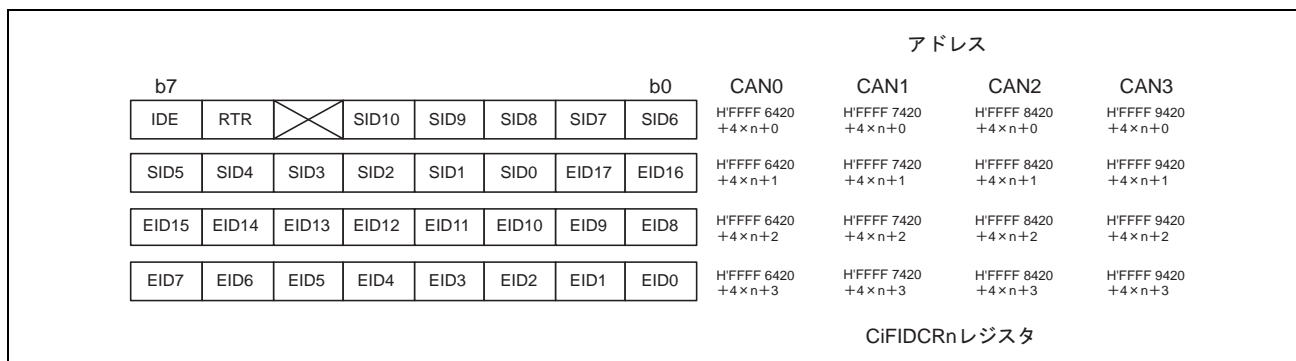 アドレス
b7 b0 CAN0 CAN1 CAN2 CAN3
IDE RTR SID10 SID9 SID8 SID7 SID6 H'FFFF 6420 +4×n+0 H'FFFF 7420 +4×n+0 H'FFFF 8420 +4×n+0 H'FFFF 9420 +4×n+0
SID5 SID4 SID3 SID2 SID1 SID0 EID17 EID16 H'FFFF 6420 +4×n+1 H'FFFF 7420 +4×n+1 H'FFFF 8420 +4×n+1 H'FFFF 9420 +4×n+1
EID15 EID14 EID13 EID12 EID11 EID10 EID9 EID8 H'FFFF 6420 +4×n+2 H'FFFF 7420 +4×n+2 H'FFFF 8420 +4×n+2 H'FFFF 9420 +4×n+2
EID7 EID6 EID5 EID4 EID3 EID2 EID1 EID0 H'FFFF 6420 +4×n+3 H'FFFF 7420 +4×n+3 H'FFFF 8420 +4×n+3 H'FFFF 9420 +4×n+3
CiFIDCRnレジスタ